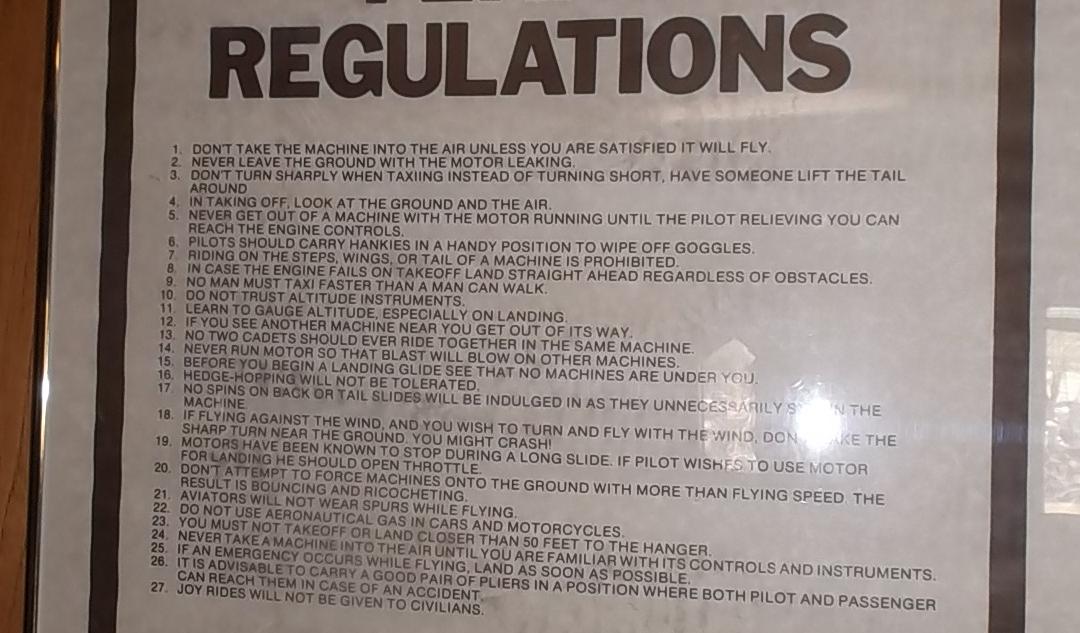 REGULATIONS
1. DON'T TAKE THE MACHINE INTO THE AIR UNLESS YOU ARE SATISFIED IT WILL FLY.
2. NEVER LEAVE THE GROUND WITH THE MOTOR LEAKING.
3. DON'T TURN SHARPLY WHEN TAXIING INSTEAD OF TURNING SHORT, HAVE SOMEONE LIFT THE TAIL
AROUND
4. IN TAKING OFF, LOOK AT THE GROUND AND THE AIR.
5. NEVER GET OUT OF A MACHINE WITH THE MOTOR RUNNING UNTIL THE PILOT RELIEVING YOU CAN
REACH THE ENGINE CONTROLS.
6. PILOTS SHOULD CARRY HANKIES IN A HANDY POSITION TO WIPE OFF GOGGLES.
7. RIDING ON THE STEPS, WINGS, OR TAIL OF A MACHINE IS PROHIBITED.
8. IN CASE THE ENGINE FAILS ON TAKEOFF LAND STRAIGHT AHEAD REGARDLESS OF OBSTACLES.
9. NO MAN MUST TAXI FASTER THAN A MAN CAN WALK.
10. DO NOT TRUST ALTITUDE INSTRUMENTS.
11. LEARN TO GAUGE ALTITUDE, ESPECIALLY ON LANDING.
12. IF YOU SEE ANOTHER MACHINE NEAR YOU GET OUT OF ITS WAY.
13. NO TWO CADETS SHOULD EVER RIDE TOGETHER IN THE SAME MACHINE.
14. NEVER RUN MOTOR SO THAT BLAST WILL BLOW ON OTHER MACHINES.
15. BEFORE YOU BEGIN A LANDING GLIDE SEE THAT NO MACHINES ARE UNDER YOU.
16. HEDGE-HOPPING WILL NOT BE TOLERATED.
17. NO SPINS ON BACK OR TAIL SLIDES WILL BE INDULGED IN AS THEY UNNECESSARILY THE
MACHINE.
18. IF FLYING AGAINST THE WIND, AND YOU WISH TO TURN AND FLY WITH THE WIND, THE
SHARP TURN NEAR THE GROUND. YOU MIGHT CRASH!
19. MOTORS HAVE BEEN KNOWN TO STOP DURING A LONG SLIDE. IF PILOT WISHES TO USE MOTOR
FOR LANDING HE SHOULD OPEN THROTTLE.
20. DON'T ATTEMPT TO FORCE MACHINES ONTO THE GROUND WITH MORE THAN FLYING SPEED. THE
RESULT IS BOUNCING AND RICOCHETING.
21. AVIATORS WILL NOT WEAR SPURS WHILE FLYING.
22. DO NOT USE AERONAUTICAL GAS IN CARS AND MOTORCYCLES.
23. YOU MUST NOT TAKEOFF OR LAND CLOSER THAN 50 FEET TO THE HANGER.
24. NEVER TAKE A MACHINE INTO THE AIR UNTIL YOU ARE FAMILIAR WITH ITS CONTROLS AND INSTRUMENTS.
25. IF AN EMERGENCY OCCURS WHILE FLYING, LAND AS SOON AS POSSIBLE.
26. IT IS ADVISABLE TO CARRY A GOOD PAIR OF PLIERS IN A POSITION WHERE BOTH PILOT AND PASSENGER
CAN REACH THEM IN CASE OF AN ACCIDENT.
27. JOY RIDES WILL NOT BE GIVEN TO CIVILIANS.